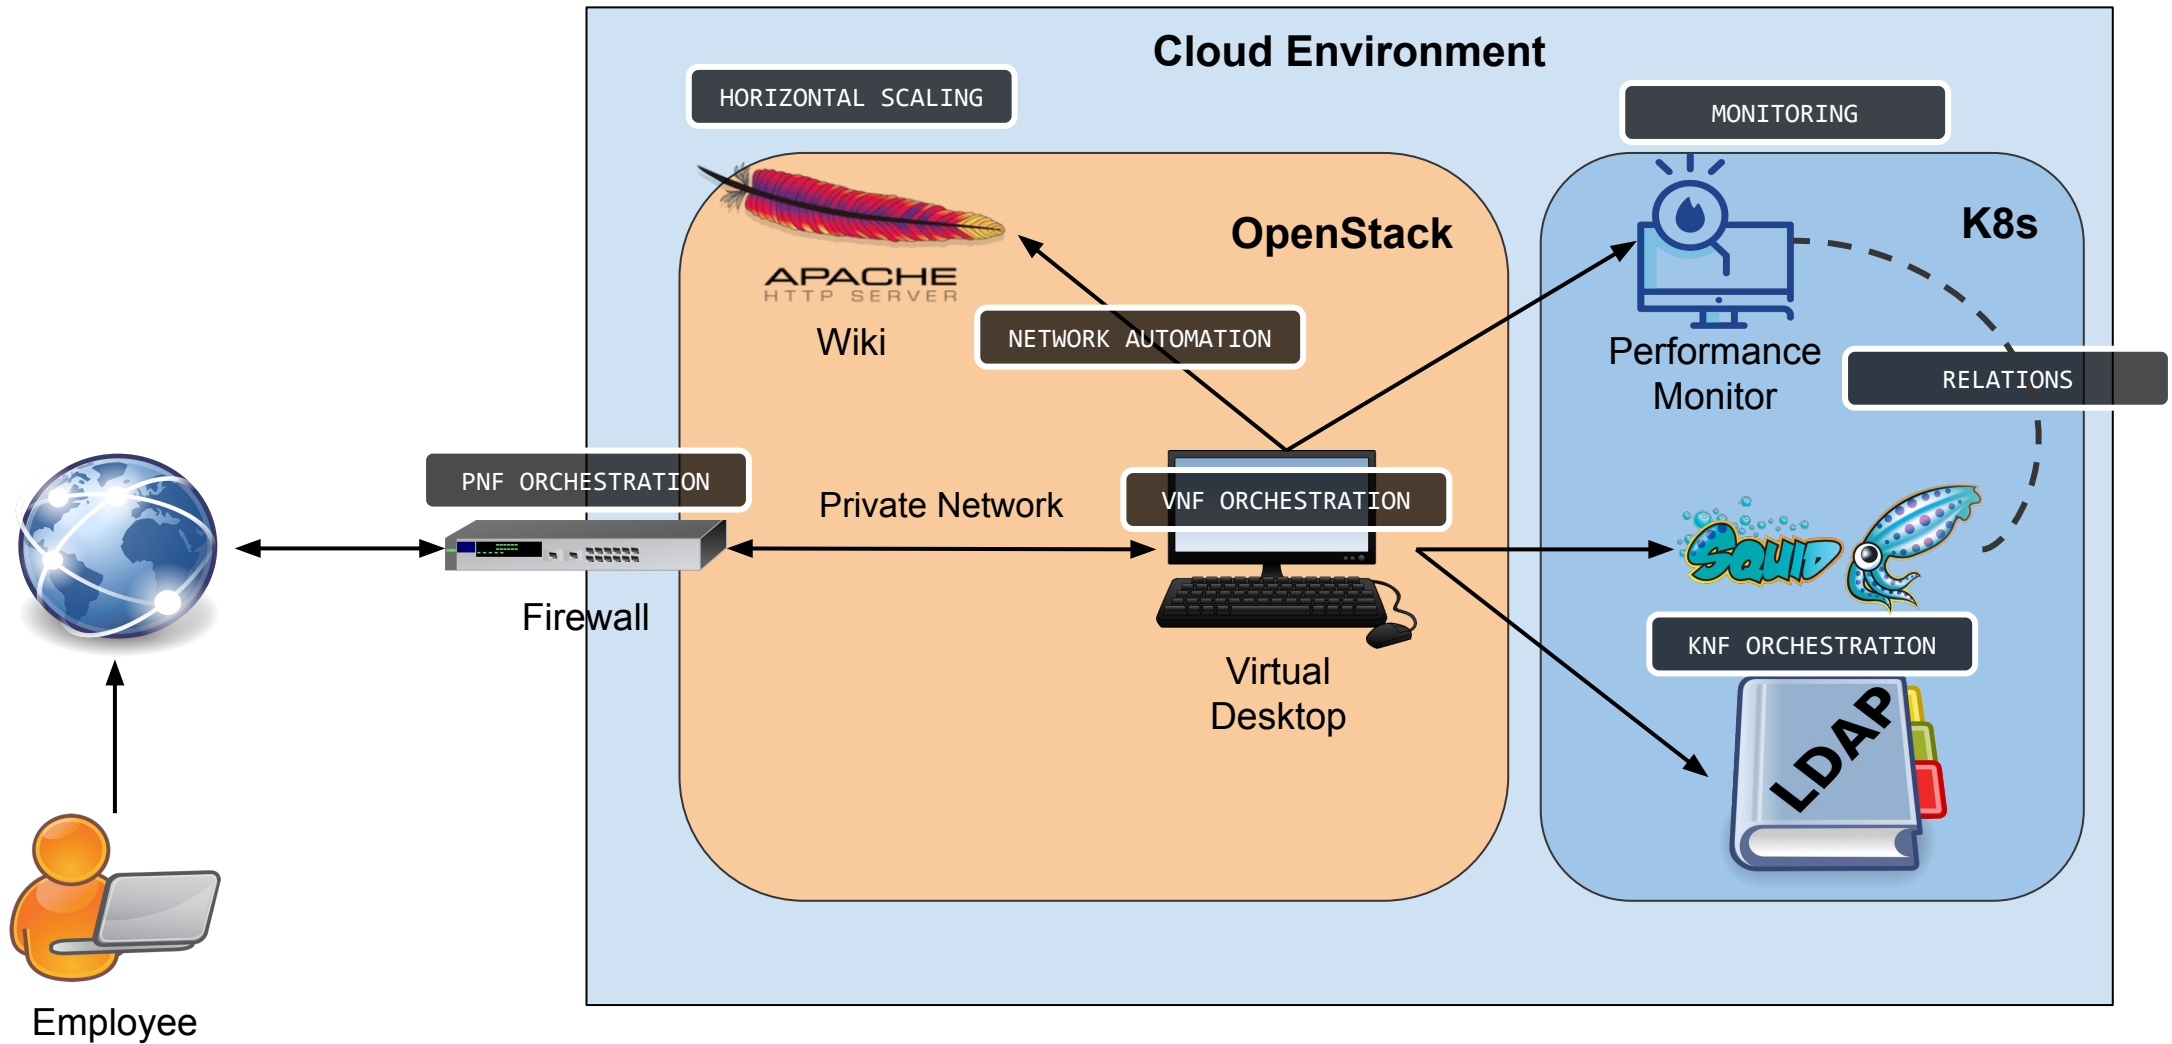 Cloud Environment
HORIZONTAL SCALING
MONITORING
OpenStack
K8s
APACHE
HTTP SERVER
Wiki
NETWORK AUTOMATION
Performance
Monitor
RELATIONS
PNF ORCHESTRATION
Private Network
VNF ORCHESTRATION
SQUID
Firewall
KNF ORCHESTRATION
Virtual
Desktop
LDAP
Employee